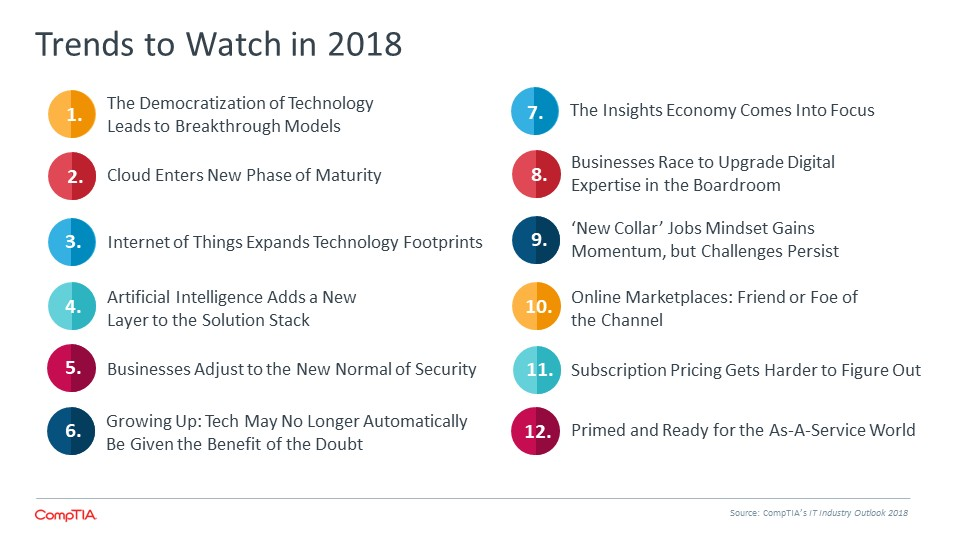 Trends to Watch in 2018
1.
The Democratization of Technology
Leads to Breakthrough Models
2.
Cloud Enters New Phase of Maturity
3.
Internet of Things Expands Technology Footprints
4.
Artificial Intelligence Adds a New
Layer to the Solution Stack
5.
Businesses Adjust to the New Normal of Security
6.
Growing Up: Tech May No Longer Automatically
Be Given the Benefit of the Doubt
7.
The Insights Economy Comes Into Focus
8.
Businesses Race to Upgrade Digital
Expertise in the Boardroom
9.
‘New Collar’ Jobs Mindset Gains
Momentum, but Challenges Persist
10.
Online Marketplaces: Friend or Foe of
the Channel
11.
Subscription Pricing Gets Harder to Figure Out
12.
Primed and Ready for the As-A-Service World
CompTIA
Source: CompTIA's IT Industry Outlook 2018